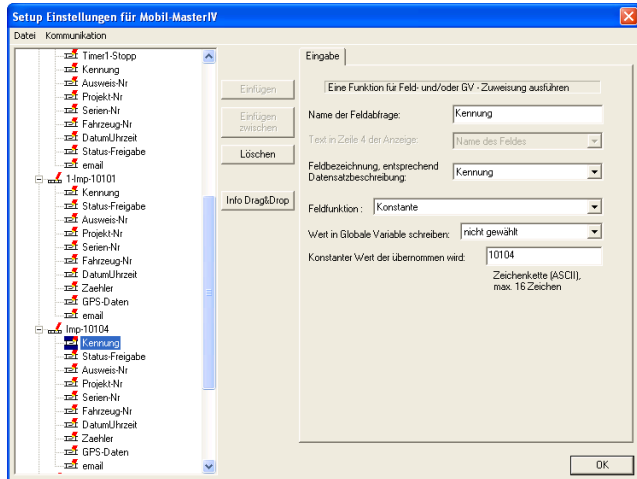 Setup Einstellungen für Mobil-MasterIV
Datei Kommunikation
Timer1-Stopp
Kennung
Ausweis-Nr
Projekt-Nr
Serien-Nr
Fahrzeug-Nr
DatumUhrzeit
Status-Freigabe
email
1-Imp-10101
Kennung
Status-Freigabe
Ausweis-Nr
Projekt-Nr
Serien-Nr
Fahrzeug-Nr
DatumUhrzeit
Zaehler
GPS-Daten
email
Imp-10104
Kennung
Status-Freigabe
Ausweis-Nr
Projekt-Nr
Serien-Nr
Fahrzeug-Nr
DatumUhrzeit
Zaehler
GPS-Daten
email
Einfügen
Einfügen
zwischen
Löschen
Info Drag&Drop
Eingabe
Eine Funktion für Feld- und/oder GV - Zuweisung ausführen
Name der Feldabfrage: Kennung
Text in Zeile 4 der Anzeige: Name des Feldes
Feldbezeichnung, entsprechend
Datensatzbeschreibung: Kennung
Feldfunktion : Konstante
Wert in Globale Variable schreiben: nicht gewählt
Konstanter Wert der übernommen wird: 10104
Zeichenkette (ASCII),
max. 16 Zeichen
OK